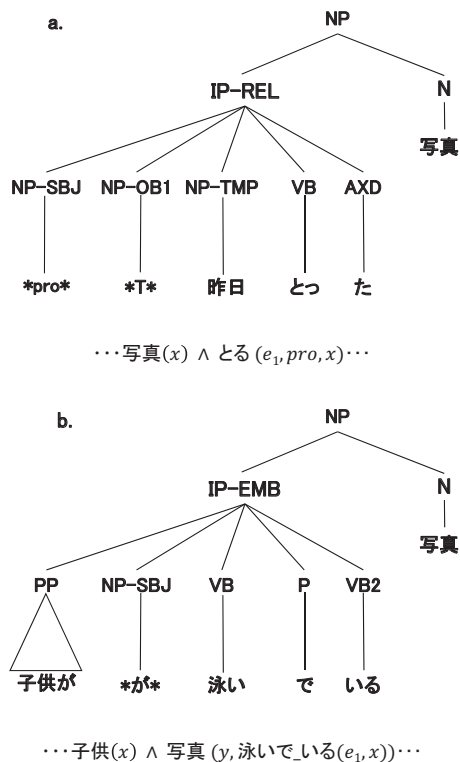 a.
NP
IP-REL N
写真
NP-SBJ NP-OB1 NP-TMP VB AXD
*pro* *T* 昨日 とっ た
···写真(x) ∧ とる (e₁, pro, x)···
b.
NP
IP-EMB N
写真
PP NP-SBJ VB P VB2
子供が *が* 泳い で いる
···子供(x) ∧ 写真 (y, 泳いで_いる(e₁, x))···